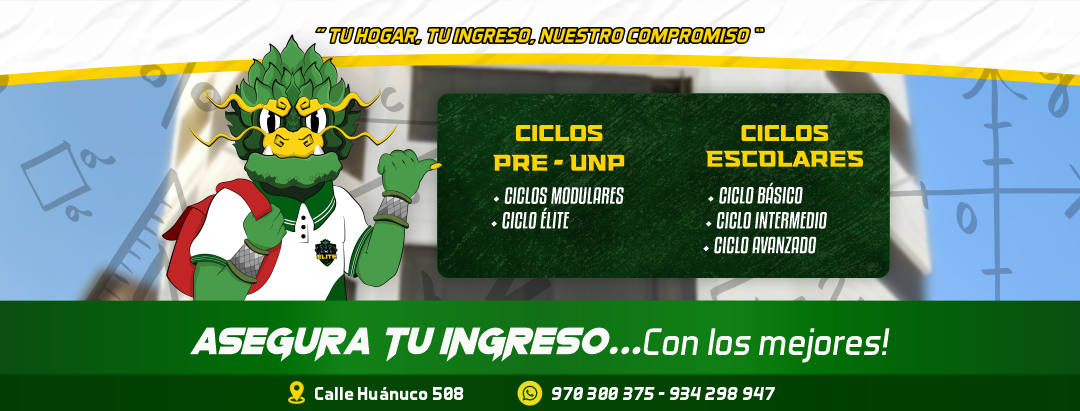 " TU HOGAR, TU INGRESO, NUESTRO COMPROMISO "
CICLOS
PRE - UNP
• CICLOS MODULARES
• CICLO ÉLITE
CICLOS
ESCOLARES
• CICLO BÁSICO
• CICLO INTERMEDIO
• CICLO AVANZADO
ELITE
ASEGURA TU INGRESO...Con los mejores!
Calle Huánuco 508
970 300 375 - 934 298 947